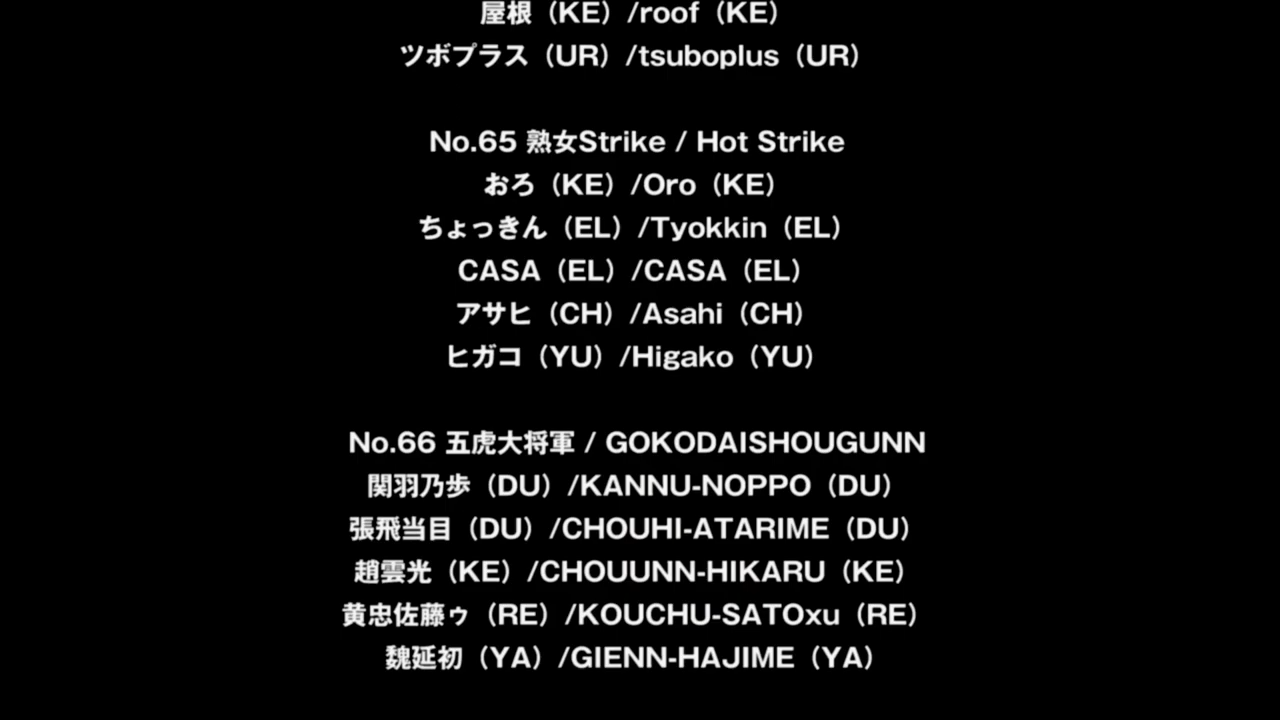 屋根（KE）/roof（KE）
ツボプラス（UR）/tsuboplus（UR）
No.65 熟女Strike / Hot Strike
おろ（KE）/Oro（KE）
ちょっきん（EL）/Tyokkin（EL）
CASA（EL）/CASA（EL）
アサヒ（CH）/Asahi（CH）
ヒガコ（YU）/Higako（YU）
No.66 五虎大将軍 / GOKODAISHOUGUNN
関羽乃歩（DU）/KANNU-NOPPO（DU）
張飛当目（DU）/CHOUHI-ATARIME（DU）
趙雲光（KE）/CHOUUNN-HIKARU（KE）
黄忠佐藤ゥ（RE）/KOUCHU-SATOxu（RE）
魏延初（YA）/GIENN-HAJIME（YA）